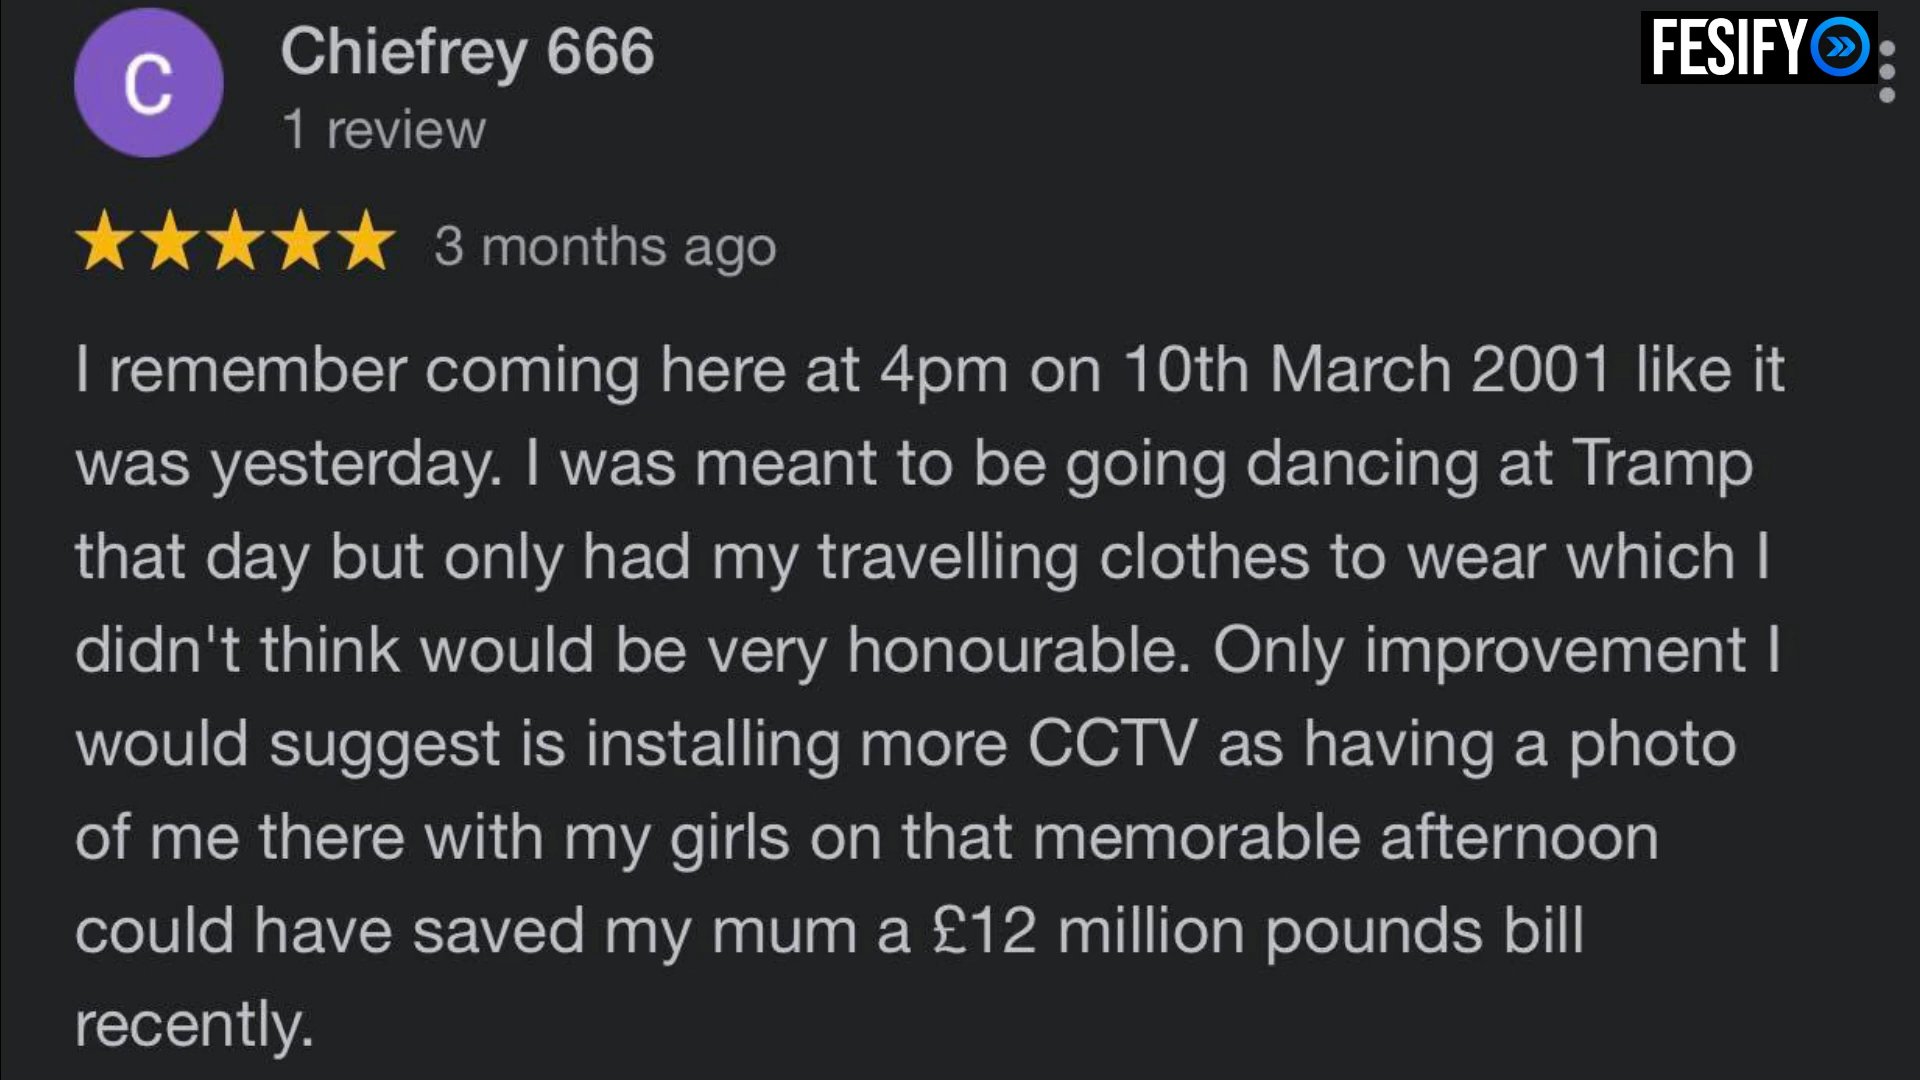 Chiefrey 666
FESIFY
C
1 review
3 months ago
I remember coming here at 4pm on 10th March 2001 like it
was yesterday. I was meant to be going dancing at Tramp
that day but only had my travelling clothes to wear which I
didn't think would be very honourable. Only improvement I
would suggest is installing more CCTV as having a photo
of me there with my girls on that memorable afternoon
could have saved my mum a £12 million pounds bill
recently.